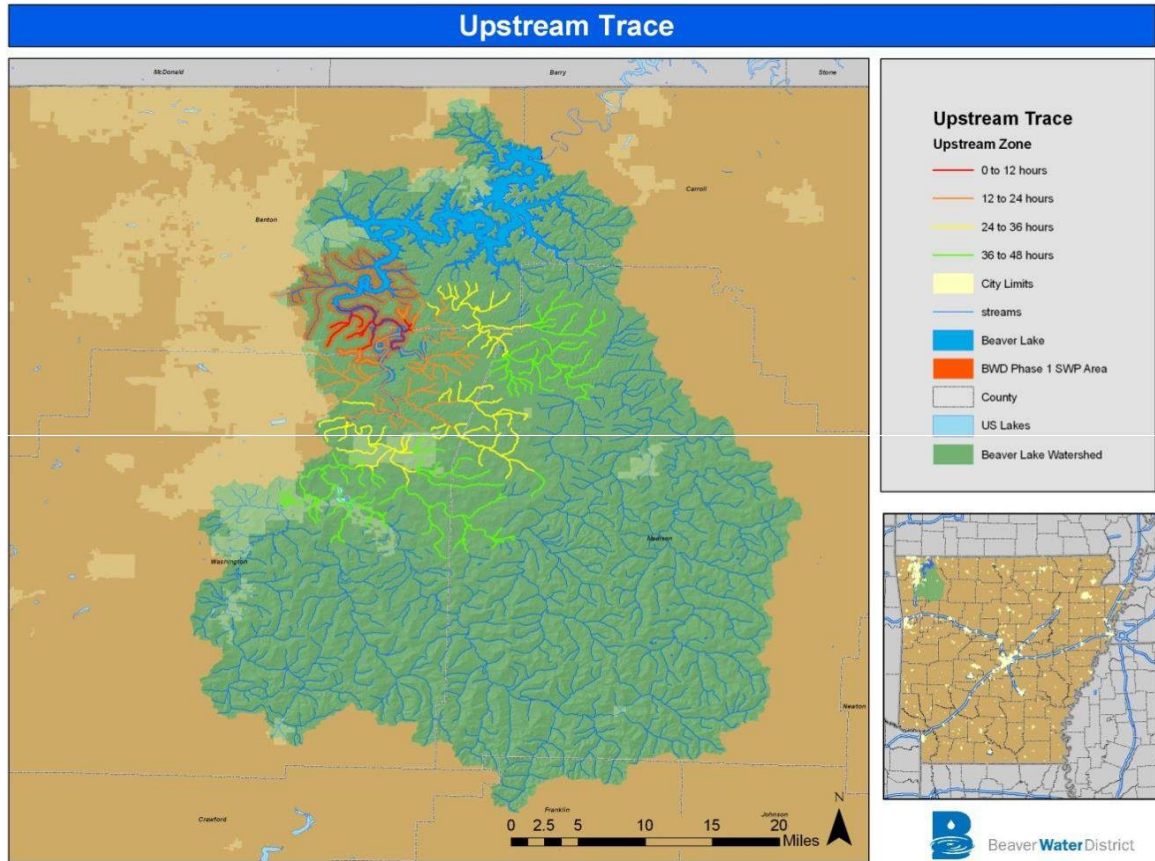 Upstream Trace
McDonald
Barry
Stone
Benton
Carroll
Washington
Madison
Newton
Franklin
Johnson
Crawford
N
0 2.5 5 10 15 20
Miles
Upstream Trace
Upstream Zone
0 to 12 hours
12 to 24 hours
24 to 36 hours
36 to 48 hours
City Limits
streams
Beaver Lake
BWD Phase 1 SWP Area
County
US Lakes
Beaver Lake Watershed
Beaver Water District